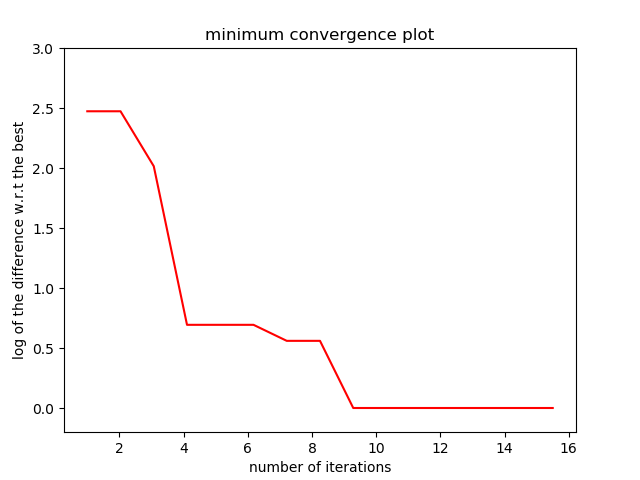 minimum convergence plot
3.0
2.5
2.0
1.5
1.0
0.5
0.0
log of the difference w.r.t the best
2 4 6 8 10 12 14 16
number of iterations